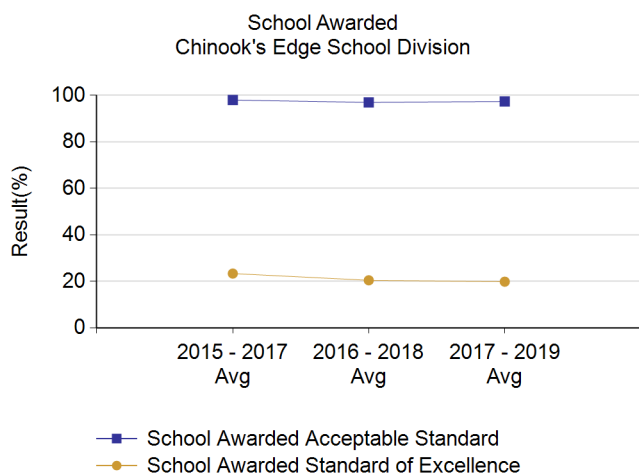 School Awarded
Chinook's Edge School Division
Result(%)
100
80
60
40
20
0
2015 - 2017 Avg
2016 - 2018 Avg
2017 - 2019 Avg
School Awarded Acceptable Standard
School Awarded Standard of Excellence